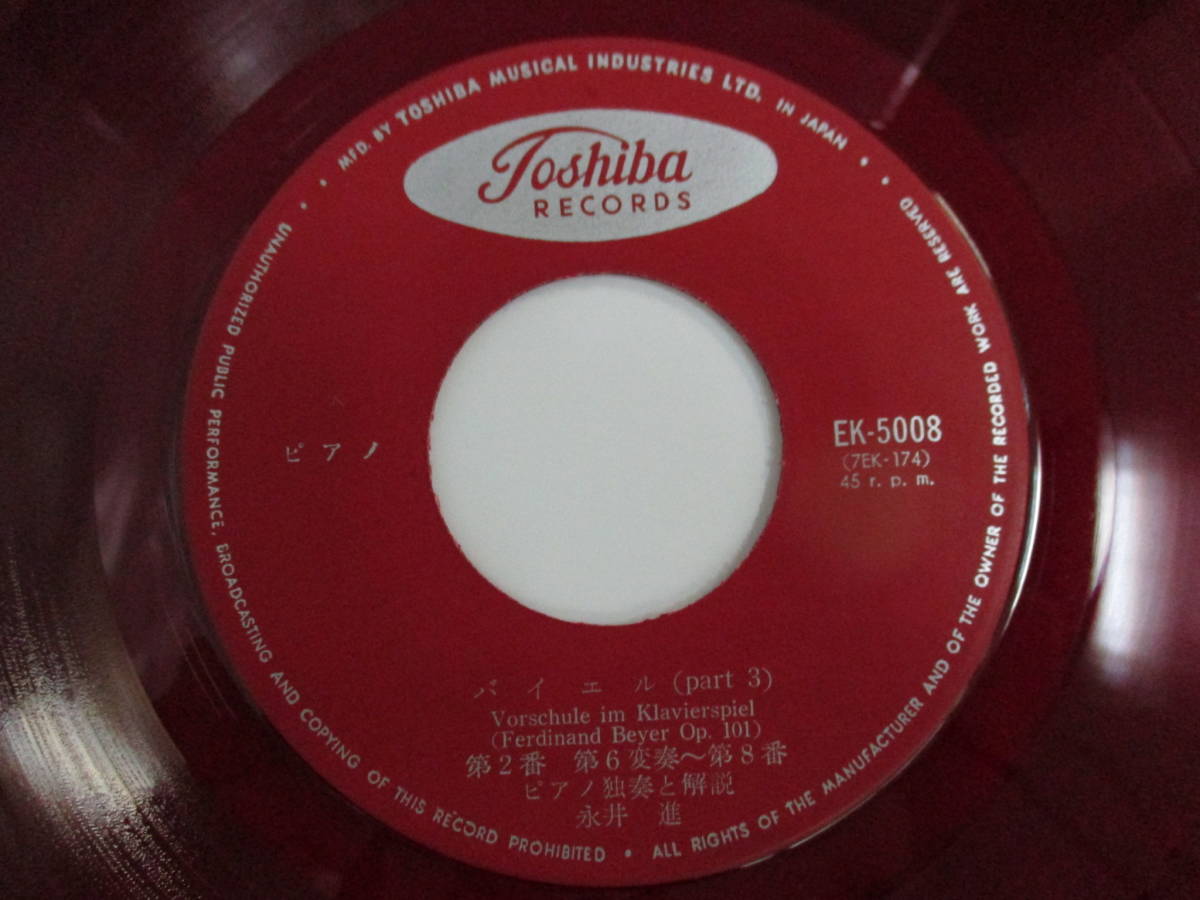 MFD. BY TOSHIBA MUSICAL INDUSTRIES LTD. IN JAPAN
Toshiba
RECORDS
ピアノ
EK-5008
(7EK-174)
45 r. p. m.
バイエル (part 3)
Vorschule im Klavierspiel
(Ferdinand Beyer Op. 101)
第2番 第6変奏〜第8番
ピアノ独奏と解説
永井 進
ALL RIGHTS OF THE MANUFACTURER AND OF THE OWNER OF THE RECORDED WORK ARE RESERVED
UNAUTHORIZED PUBLIC PERFORMANCE, BROADCASTING AND COPYING OF THIS RECORD PROHIBITED